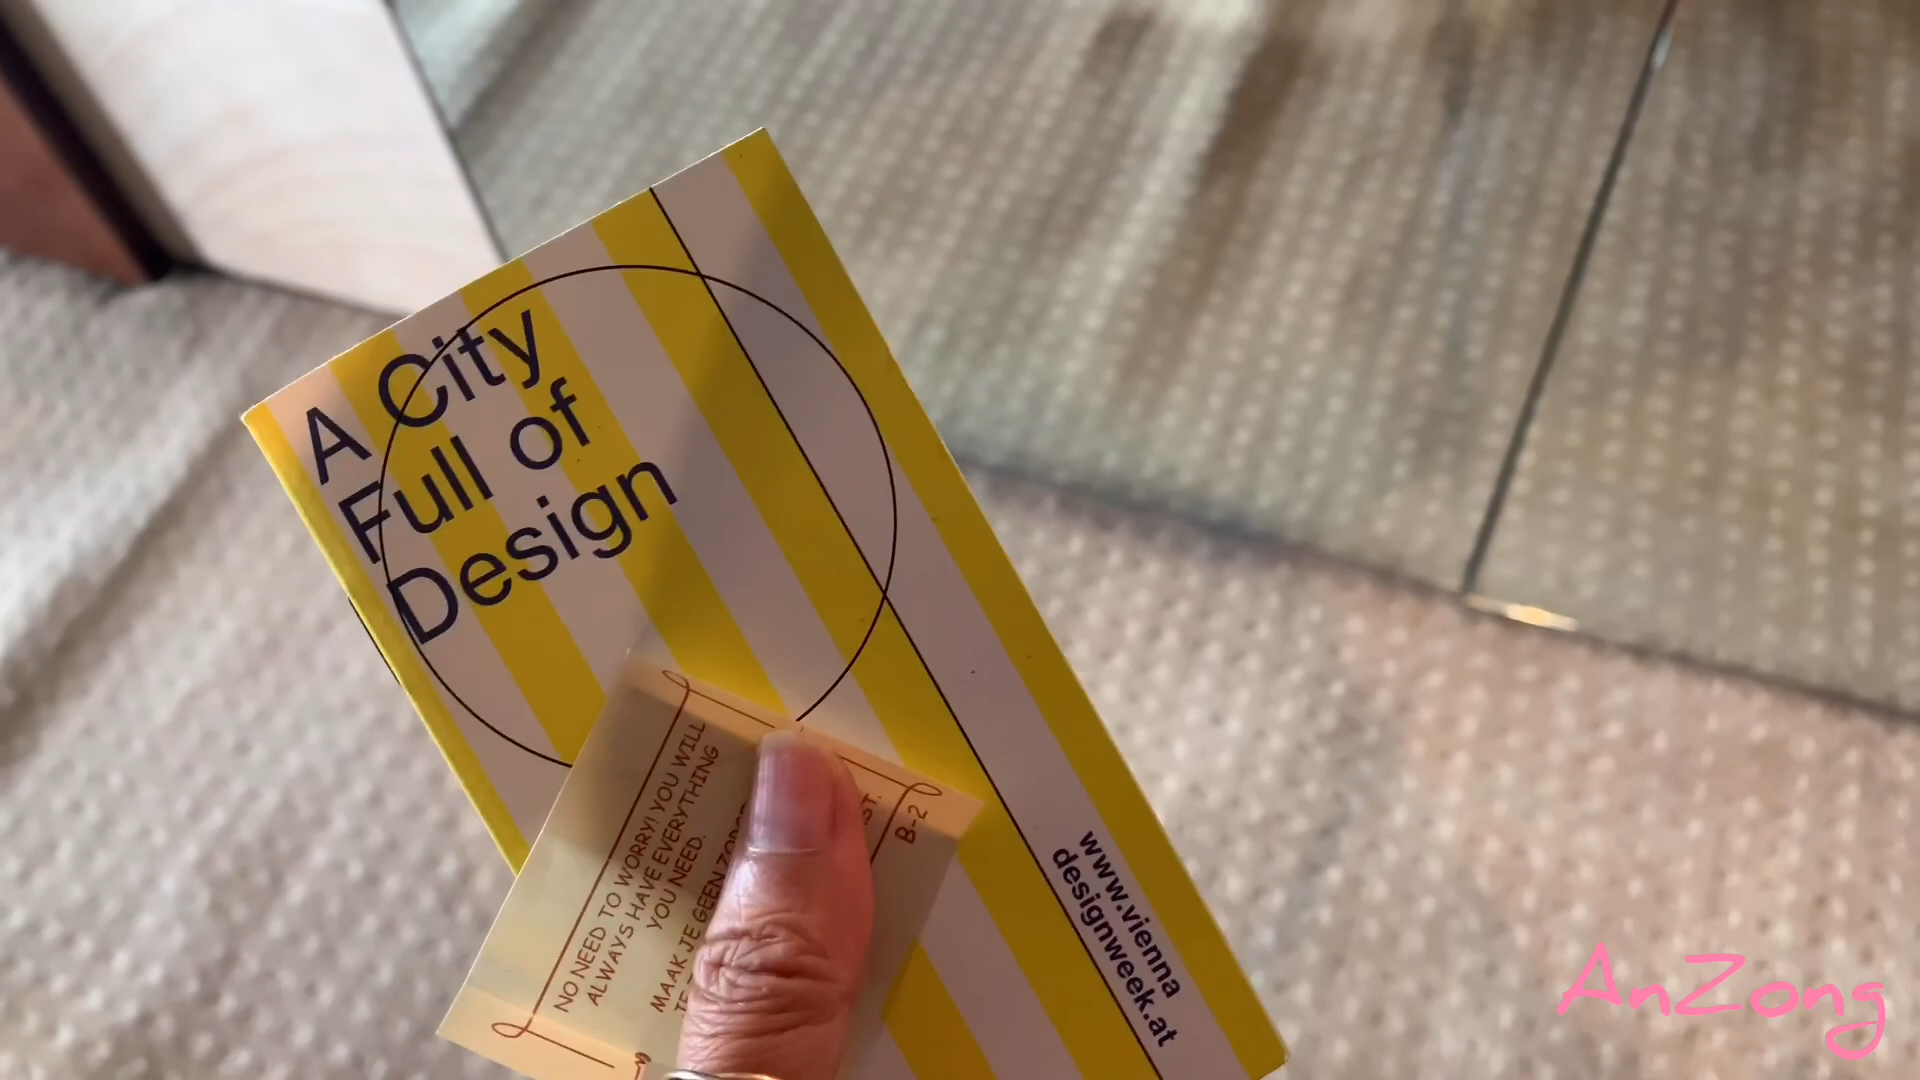 A City
Full of
Design
NO NEED TO WORRY! YOU WILL
ALWAYS HAVE EVERYTHING
YOU NEED.
MAAK JE GEEN
JE
B-2
www.vienna
designweek.at
AnZong